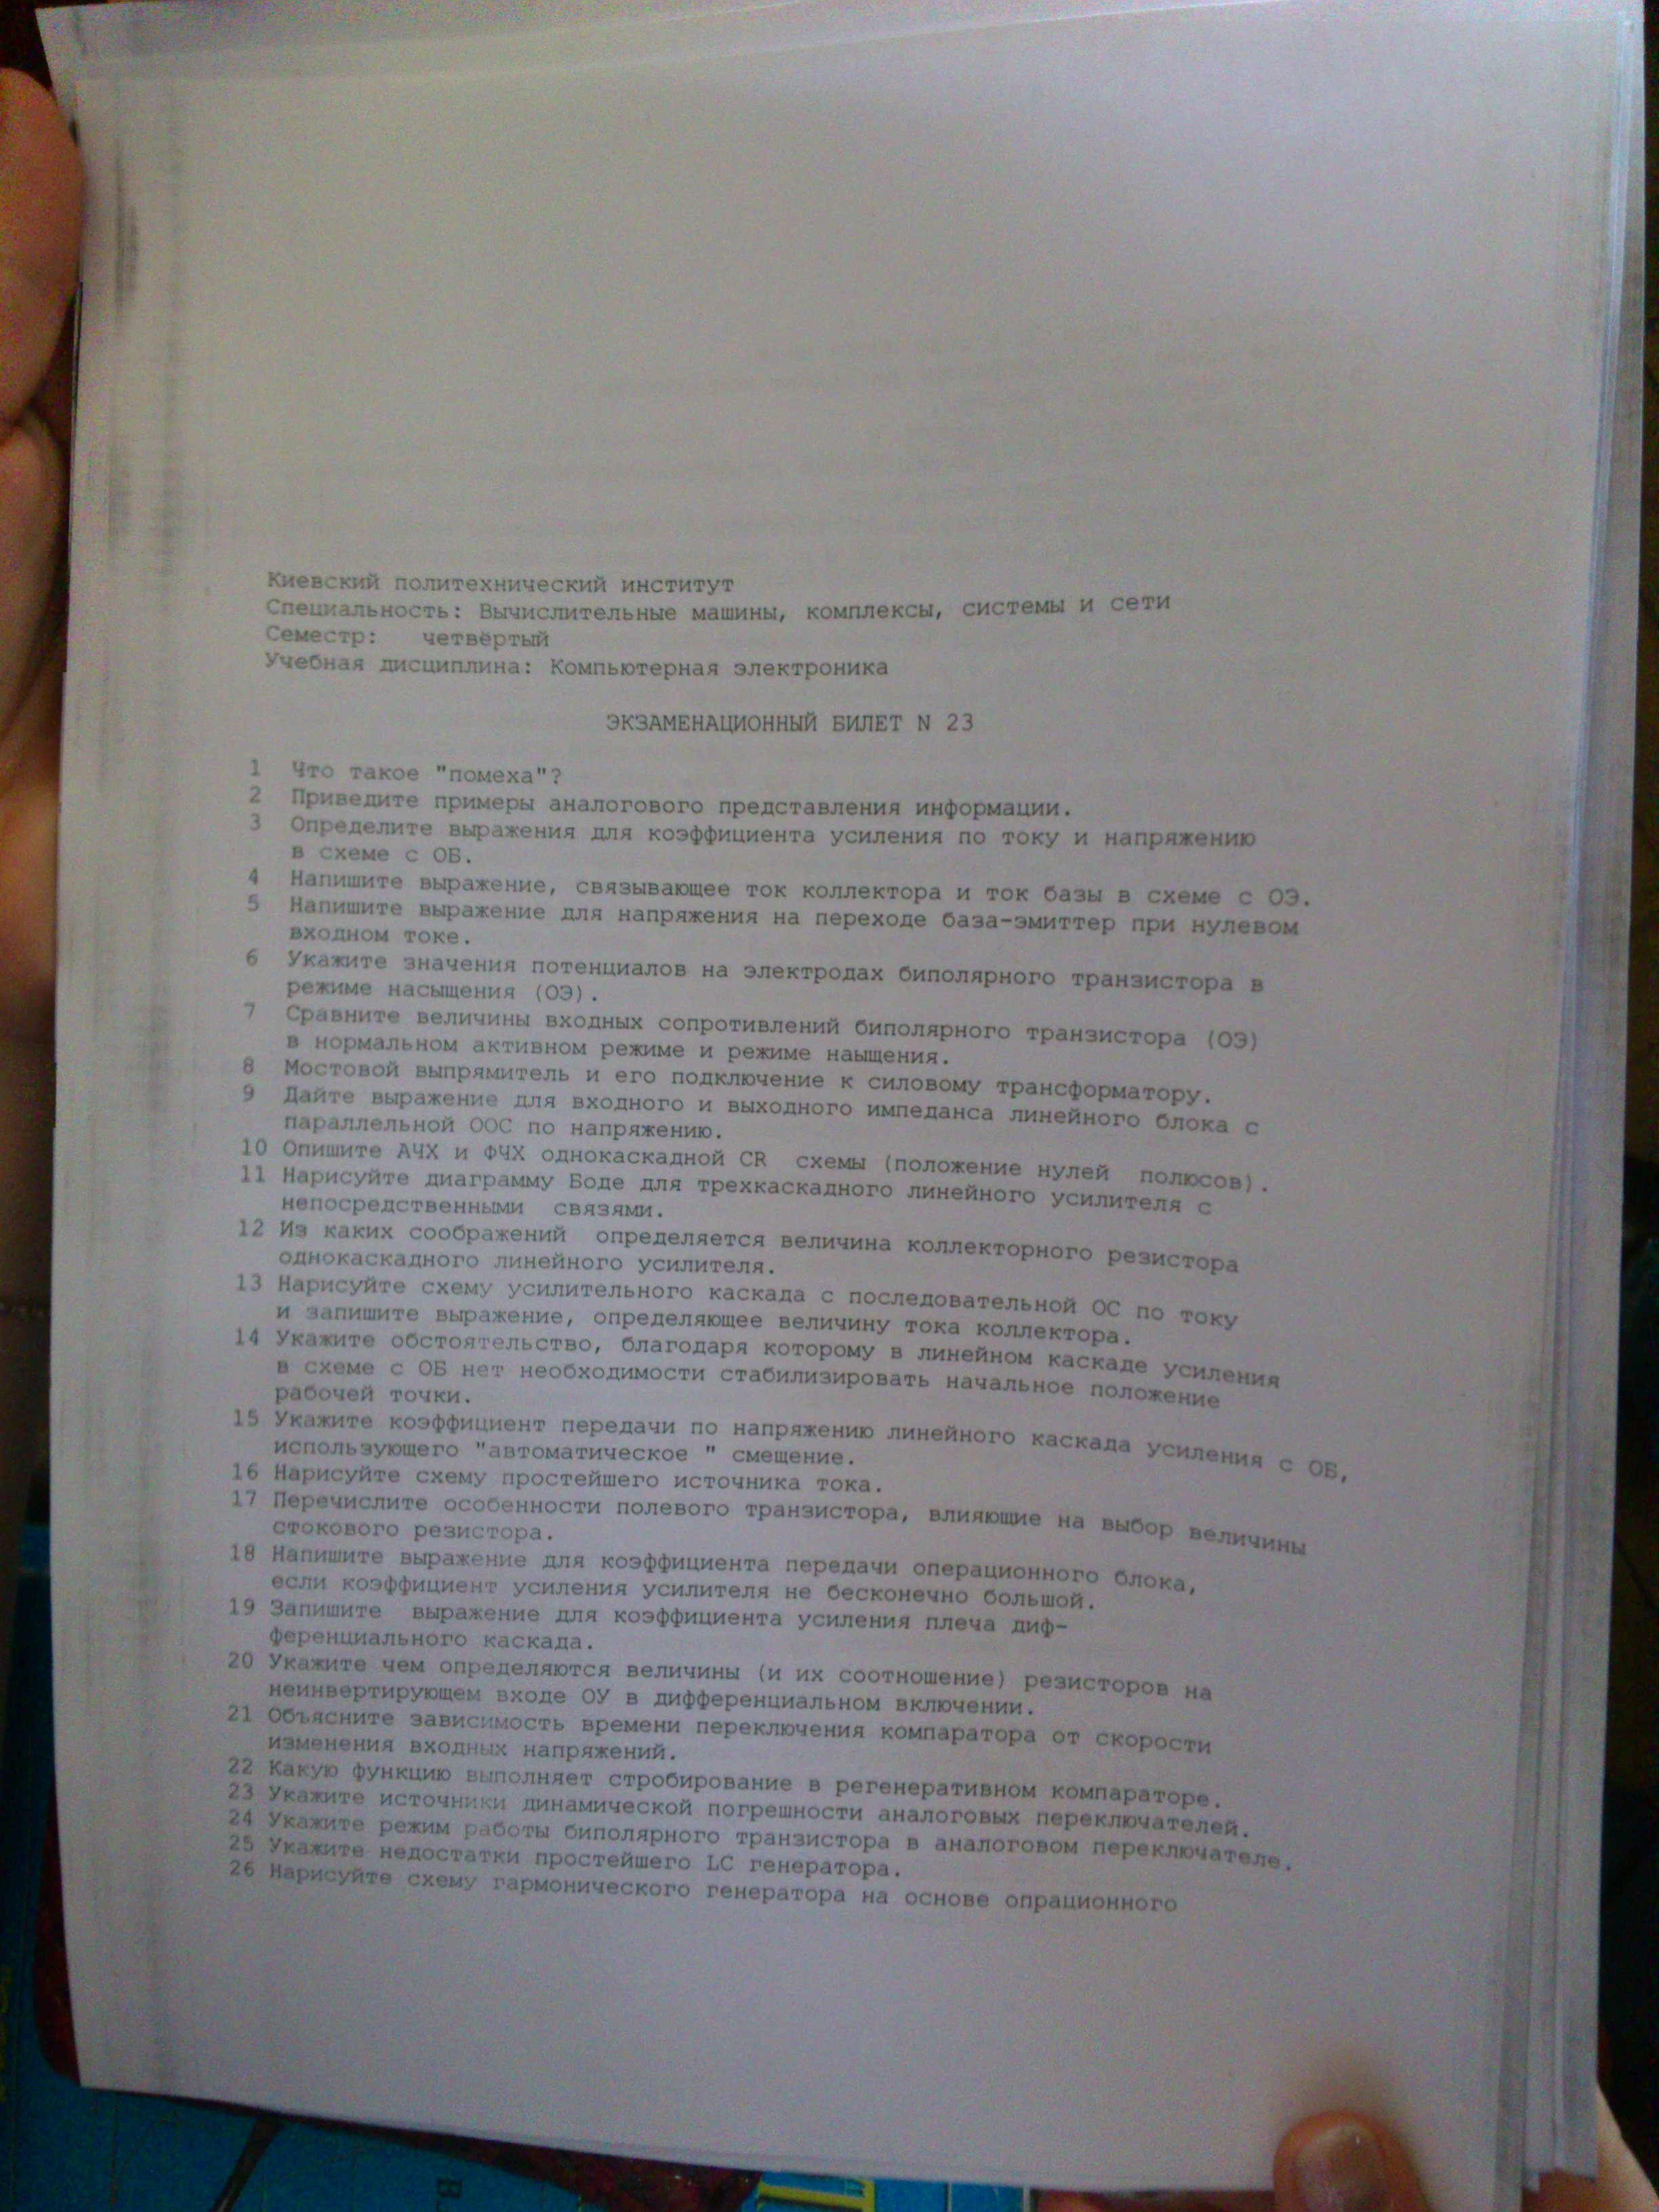 Киевский политехнический институт
Специальность: Вычислительные машины, комплексы, системы и сети
Семестр: четвёртый
Учебная дисциплина: Компьютерная электроника
ЭКЗАМЕНАЦИОННЫЙ БИЛЕТ N 23
1 Что такое "помеха"?
2 Приведите примеры аналогового представления информации.
3 Определите выражения для коэффициента усиления по току и напряжению
в схеме с ОБ.
4 Напишите выражение, связывающее ток коллектора и ток базы в схеме с ОЭ.
5 Напишите выражение для напряжения на переходе база-эмиттер при нулевом
входном токе.
6 Укажите значения потенциалов на электродах биполярного транзистора в
режиме насыщения (ОЭ).
7 Сравните величины входных сопротивлений биполярного транзистора (ОЭ)
в нормальном активном режиме и режиме наыщения.
8 Мостовой выпрямитель и его подключение к силовому трансформатору.
9 Дайте выражение для входного и выходного импеданса линейного блока с
параллельной ООС по напряжению.
10 Опишите АЧХ и ФЧХ однокаскадной CR схемы (положение нулей полюсов).
11 Нарисуйте диаграмму Боде для трехкаскадного линейного усилителя с
непосредственными связями.
12 Из каких соображений определяется величина коллекторного резистора
однокаскадного линейного усилителя.
13 Нарисуйте схему усилительного каскада с последовательной ОС по току
и запишите выражение, определяющее величину тока коллектора.
14 Укажите обстоятельство, благодаря которому в линейном каскаде усиления
в схеме с ОБ нет необходимости стабилизировать начальное положение
рабочей точки.
15 Укажите коэффициент передачи по напряжению линейного каскада усиления с ОБ,
использующего "автоматическое " смещение.
16 Нарисуйте схему простейшего источника тока.
17 Перечислите особенности полевого транзистора, влияющие на выбор величины
стокового резистора.
18 Напишите выражение для коэффициента передачи операционного блока,
если коэффициент усиления усилителя не бесконечно большой.
19 Запишите выражение для коэффициента усиления плеча диф-
ференциального каскада.
20 Укажите чем определяются величины (и их соотношение) резисторов на
неинвертирующем входе ОУ в дифференциальном включении.
21 Объясните зависимость времени переключения компаратора от скорости
изменения входных напряжений.
22 Какую функцию выполняет стробирование в регенеративном компараторе.
23 Укажите источники динамической погрешности аналоговых переключателей.
24 Укажите режим работы биполярного транзистора в аналоговом переключателе.
25 Укажите недостатки простейшего LC генератора.
26 Нарисуйте схему гармонического генератора на основе опрационного